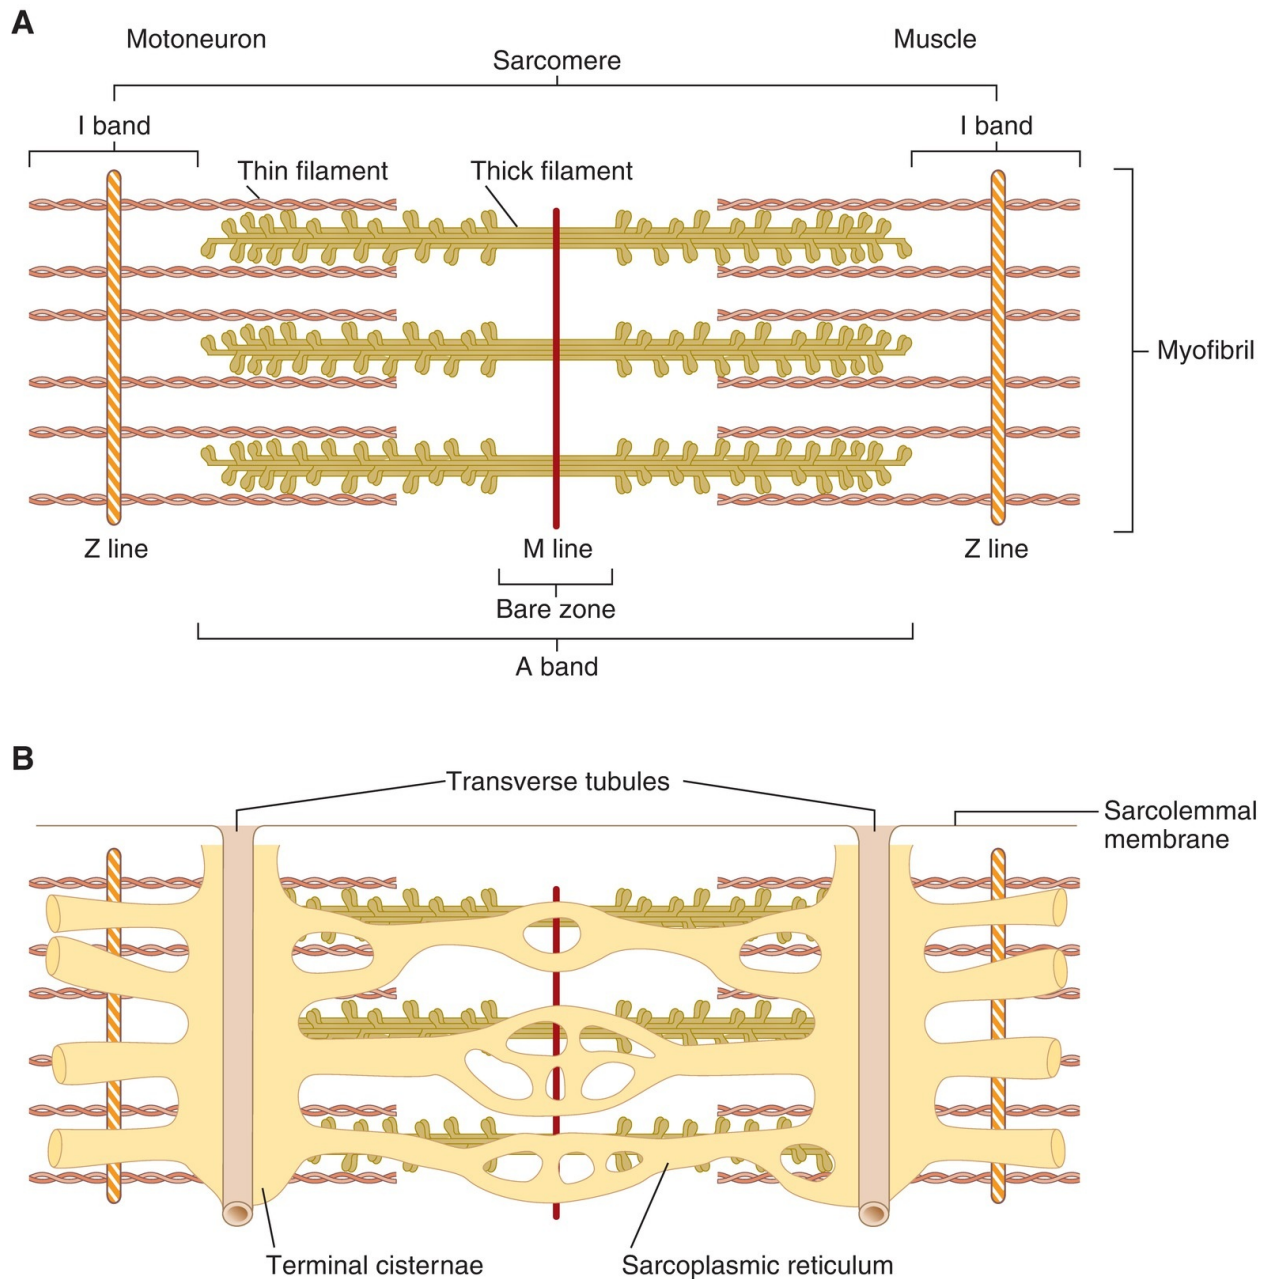 A
Motoneuron
Muscle
Sarcomere
I band
I band
Thin filament
Thick filament
Myofibril
Z line
M line
Z line
Bare zone
A band
B
Transverse tubules
Sarcolemmal
membrane
Terminal cisternae
Sarcoplasmic reticulum